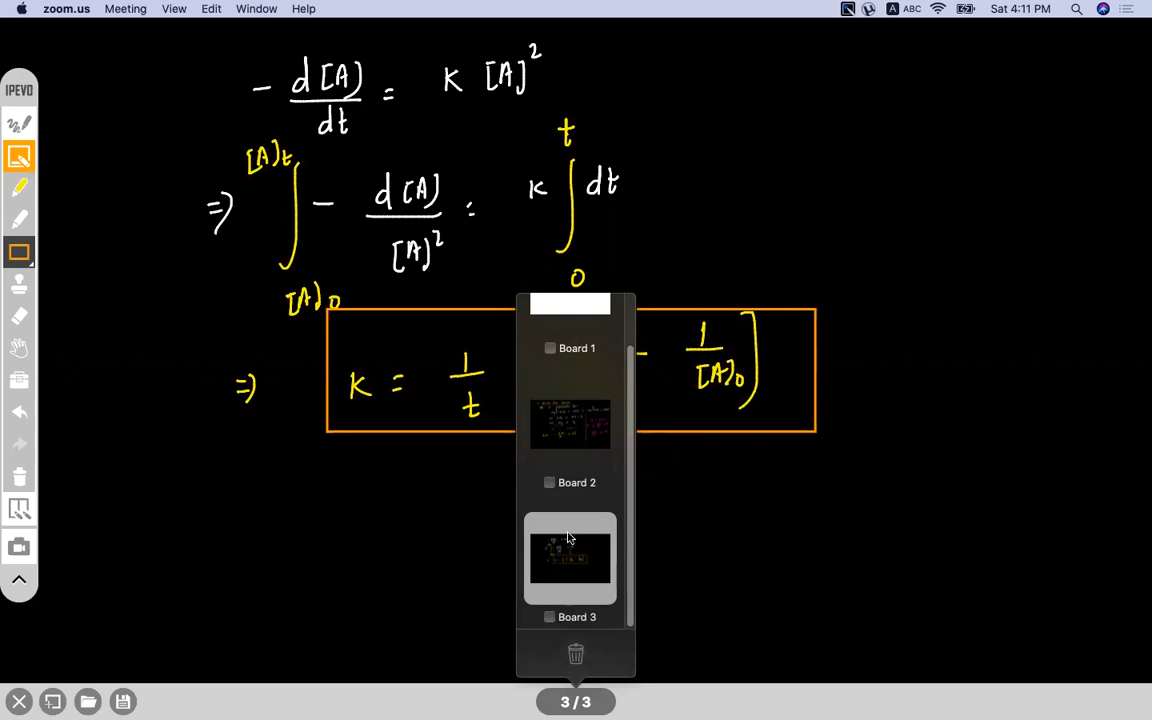 zoom.us Meeting View Edit Window Help A ABC Sat 4:11 PM
IPEVO
- d[A]/dt = K [A]²
⇒ ∫ [A]t [A]0 - d[A]/[A]² = K ∫ t 0 dt
⇒ K = 1/t - 1/[A]0]
Board 1
Board 2
Board 3
3 / 3